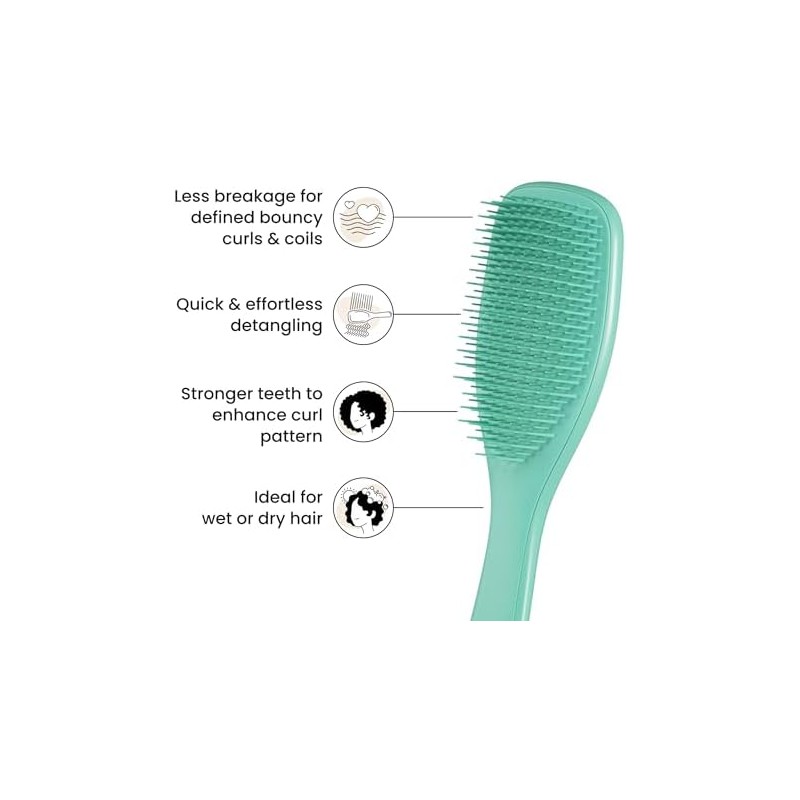 Less breakage for
defined bouncy
curls & coils
Quick & effortless
detangling
Stronger teeth to
enhance curl
pattern
Ideal for
wet or dry hair